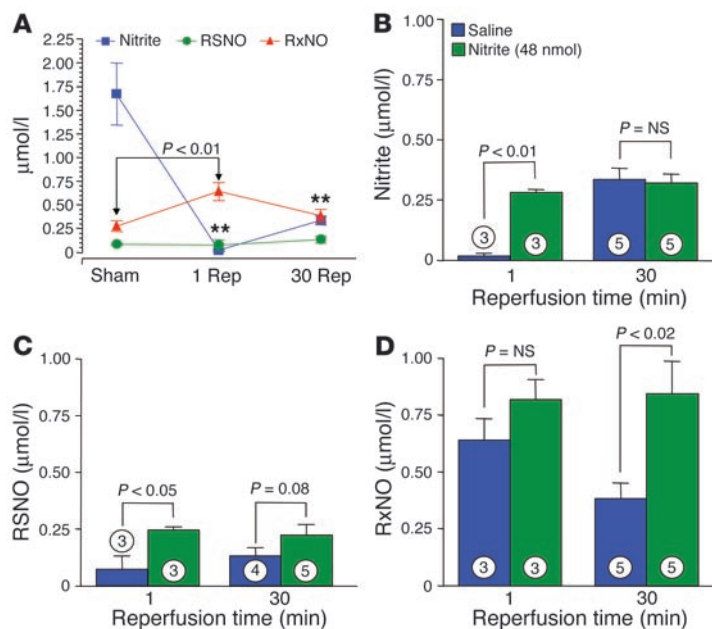 A
Nitrite RSNO RxNO
2.25
2.00
1.75
1.50
1.25
1.00
0.75
0.50
0.25
0
μmol/l
P < 0.01
**
**
Sham 1 Rep 30 Rep
B
Saline
Nitrite (48 nmol)
1.00
0.75
0.50
0.25
0
Nitrite (μmol/l)
P < 0.01
P = NS
3 3 5 5
1 30
Reperfusion time (min)
C
1.00
0.75
0.50
0.25
0
RSNO (μmol/l)
P < 0.05
P = 0.08
3 3 4 5
1 30
Reperfusion time (min)
D
1.00
0.75
0.50
0.25
0
RxNO (μmol/l)
P = NS
P < 0.02
3 3 5 5
1 30
Reperfusion time (min)